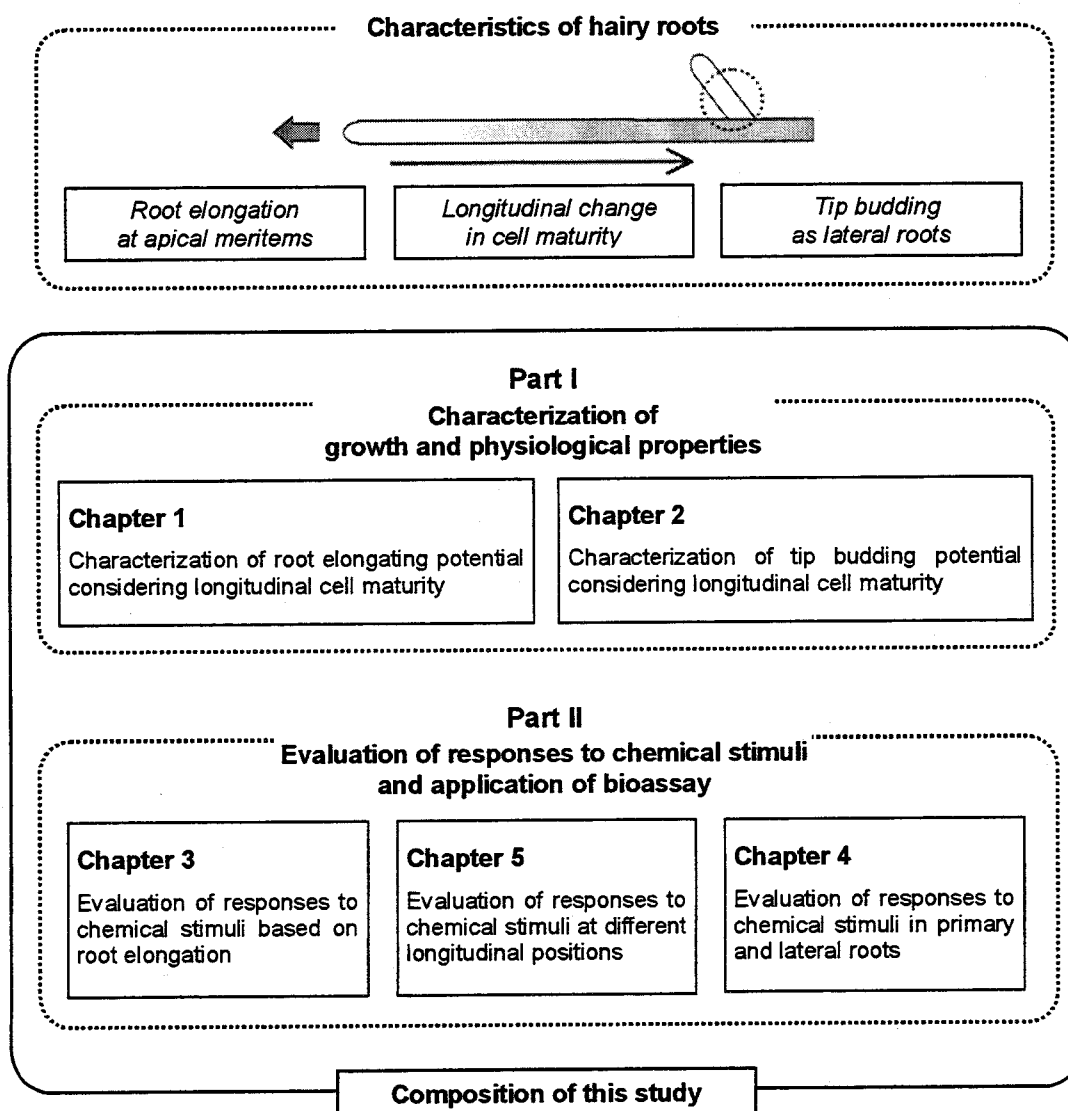 Characteristics of hairy roots
Root elongation
at apical meritems
Longitudinal change
in cell maturity
Tip budding
as lateral roots
Part I
Characterization of
growth and physiological properties
Chapter 1
Characterization of root elongating potential
considering longitudinal cell maturity
Chapter 2
Characterization of tip budding potential
considering longitudinal cell maturity
Part II
Evaluation of responses to chemical stimuli
and application of bioassay
Chapter 3
Evaluation of responses to
chemical stimuli based on
root elongation
Chapter 5
Evaluation of responses to
chemical stimuli at different
longitudinal positions
Chapter 4
Evaluation of responses to
chemical stimuli in primary
and lateral roots
Composition of this study